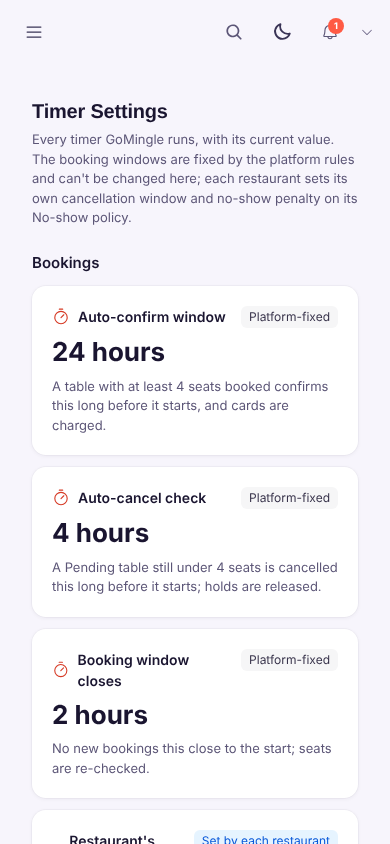 1
Timer Settings
Every timer GoMingle runs, with its current value.
The booking windows are fixed by the platform rules
and can't be changed here; each restaurant sets its
own cancellation window and no-show penalty on its
No-show policy.
Bookings
Auto-confirm window
Platform-fixed
24 hours
A table with at least 4 seats booked confirms
this long before it starts, and cards are
charged.
Auto-cancel check
Platform-fixed
4 hours
A Pending table still under 4 seats is cancelled
this long before it starts; holds are released.
Booking window
closes
Platform-fixed
2 hours
No new bookings this close to the start; seats
are re-checked.
Restaurant's
Set by each restaurant